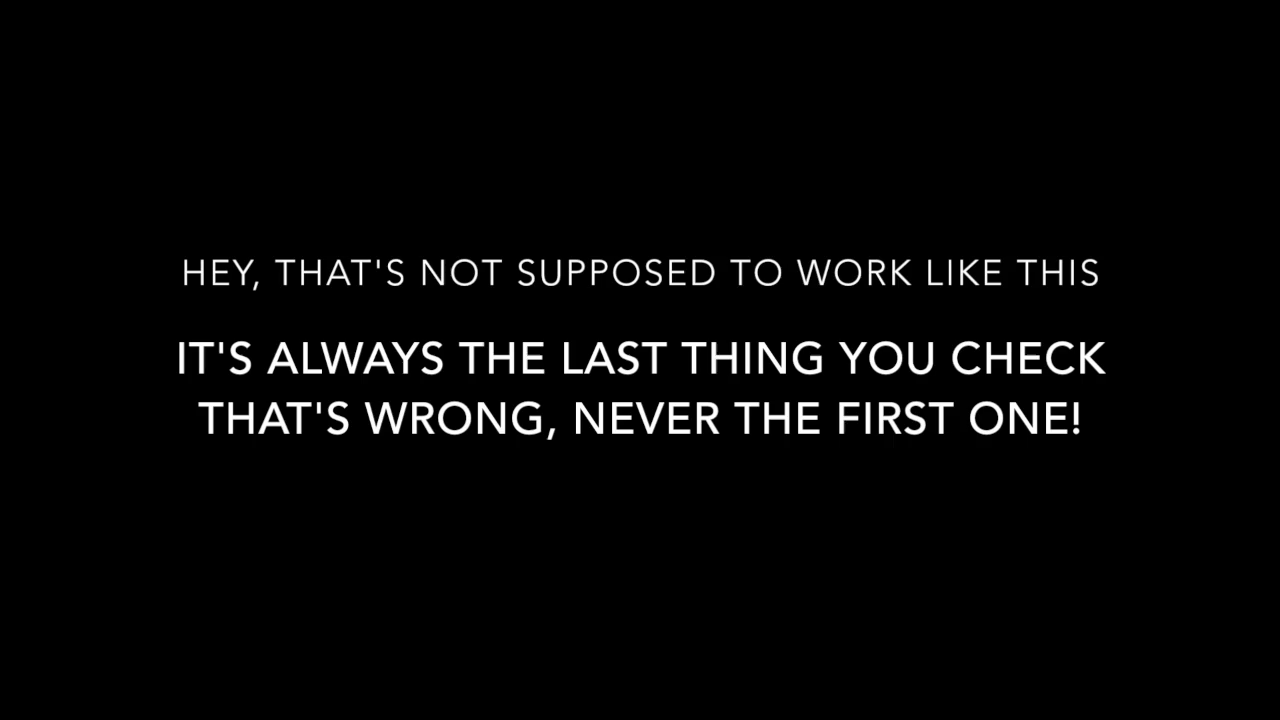 HEY, THAT'S NOT SUPPOSED TO WORK LIKE THIS
IT'S ALWAYS THE LAST THING YOU CHECK
THAT'S WRONG, NEVER THE FIRST ONE!